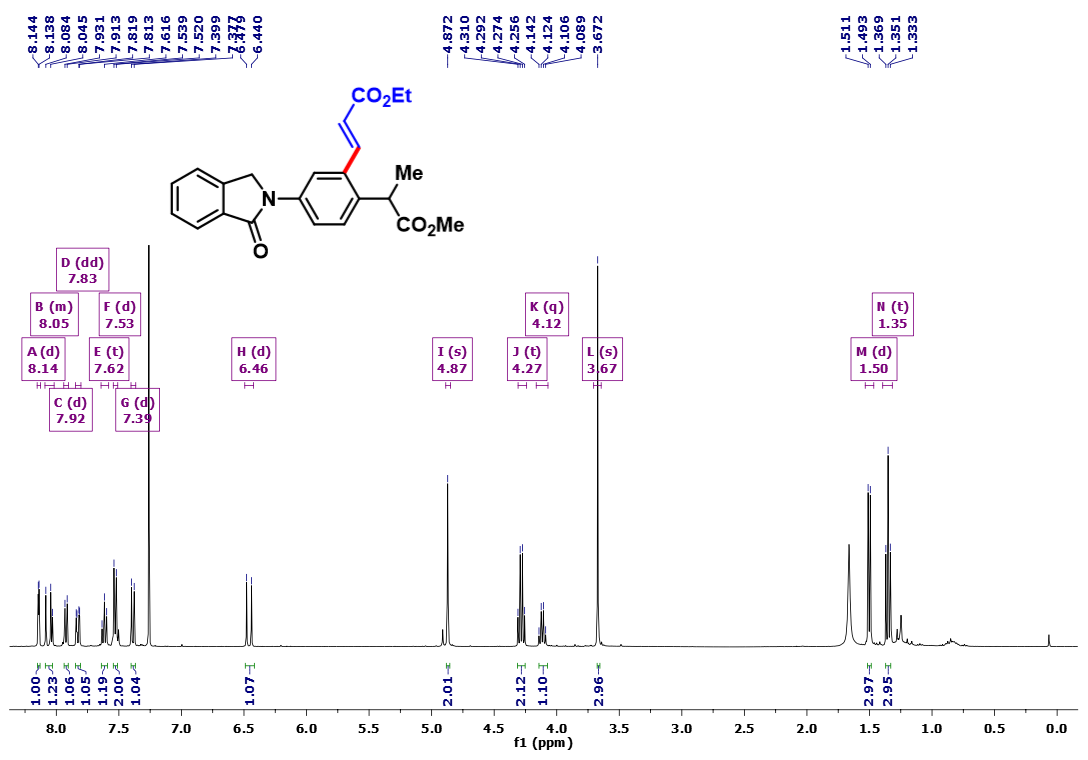 8.144
8.138
8.084
8.045
7.931
7.913
7.819
7.813
7.616
7.539
7.520
7.399
7.377
6.479
6.440
4.872
4.310
4.292
4.274
4.256
4.142
4.124
4.106
4.089
3.672
1.511
1.493
1.369
1.351
1.333
CO2Et
Me
N
CO2Me
O
D (dd)
7.83
B (m)
8.05
F (d)
7.53
K (q)
4.12
N (t)
1.35
A (d)
8.14
E (t)
7.62
H (d)
6.46
I (s)
4.87
J (t)
4.27
L (s)
3.67
M (d)
1.50
C (d)
7.92
G (d)
7.39
1.00
1.23
1.06
1.05
1.19
2.00
1.04
1.07
2.01
2.12
1.10
2.96
2.97
2.95
8.0 7.5 7.0 6.5 6.0 5.5 5.0 4.5 4.0 3.5 3.0 2.5 2.0 1.5 1.0 0.5 0.0
f1 (ppm)